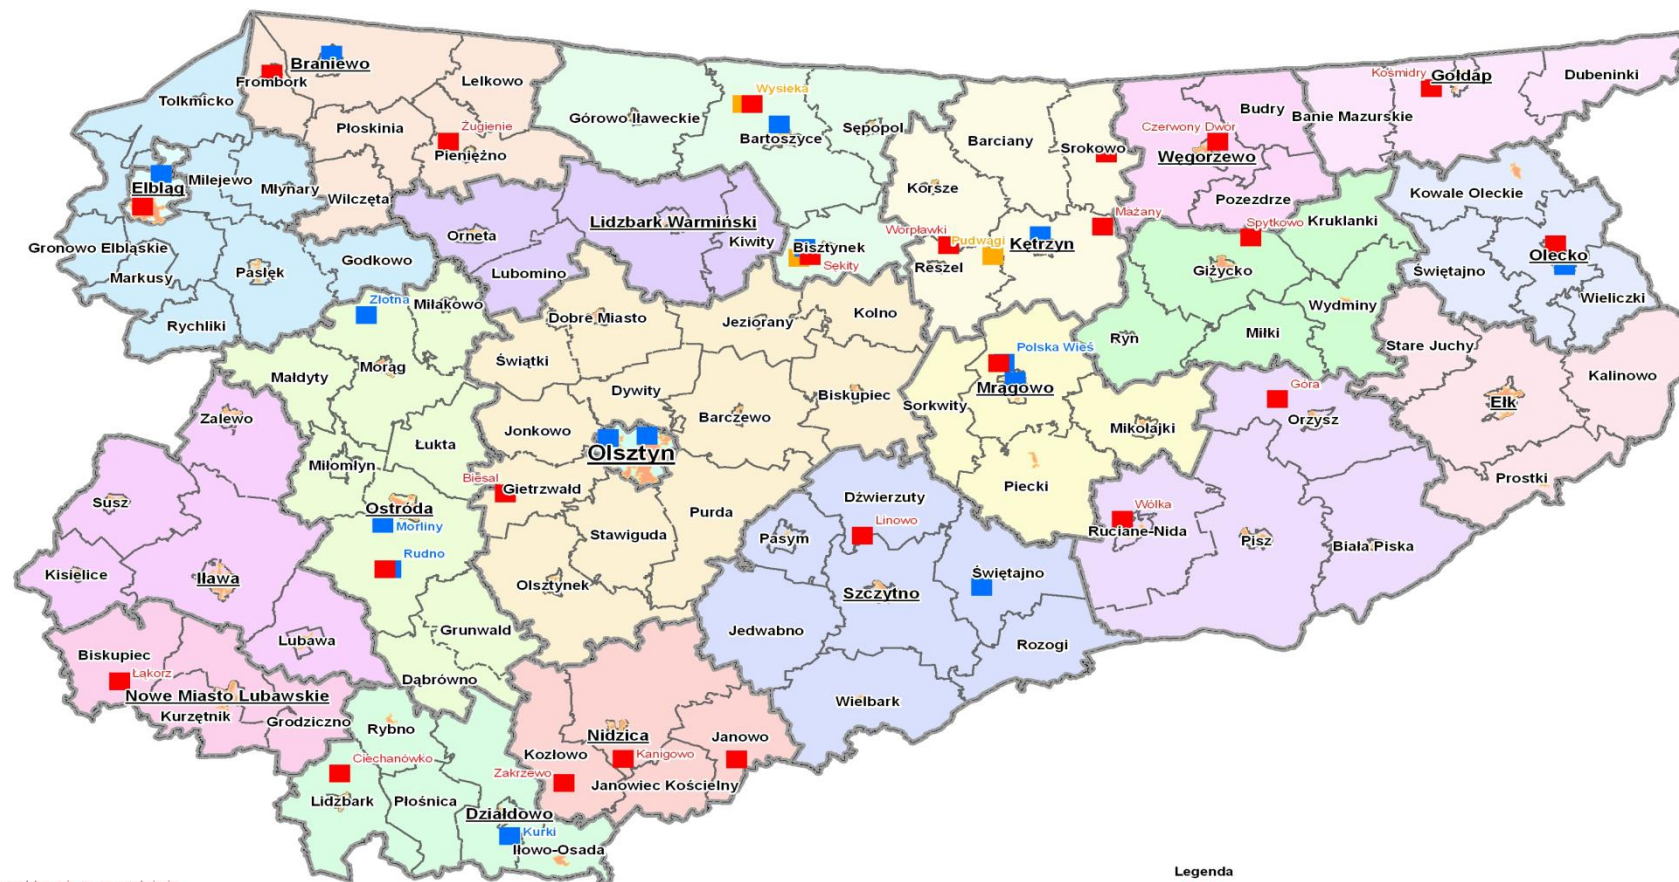 Gołdap
Dubeninki
Kośmidry
Braniewo
Frombork
Lelkowo
Tolkmicko
Wysieka
Budry
Banie Mazurskie
Górowo Iławeckie
Płoskinia
Żugienie
Pieniężno
Bartoszyce
Sępopol
Barciany
Srokowo
Czerwony Dwór
Węgorzewo
Elbląg
Milejewo
Młynary
Wilczęta
Korsze
Pozezdrze
Kowale Oleckie
Lidzbark Warmiński
Orneta
Kiwity
Mażany
Spytkowo
Kruklanki
Gronowo Elbląskie
Markusy
Pasłęk
Godkowo
Lubomino
Bisztynek
Sękity
Worpławki
Pudwągi
Kętrzyn
Reszel
Giżycko
Świętajno
Olecko
Wieliczki
Rychliki
Złotna
Miłakowo
Dobre Miasto
Jeziorany
Kolno
Wydminy
Ryn
Miłki
Stare Juchy
Świątki
Morąg
Małdyty
Polska Wieś
Mrągowo
Kalinowo
Dywity
Góra
Zalewo
Barczewo
Biskupiec
Sorkwity
Orzysz
Ełk
Jonkowo
Łukta
Mikołajki
Olsztyn
Miłomłyn
Biesal
Gietrzwałd
Piecki
Prostki
Susz
Ostróda
Dźwierzuty
Purda
Wólka
Ruciane-Nida
Morliny
Stawiguda
Pasym
Linowo
Pisz
Biała Piska
Rudno
Kisielice
Iława
Olsztynek
Szczytno
Świętajno
Grunwald
Jedwabno
Rozogi
Lubawa
Biskupiec
Łąkorz
Dąbrówno
Nowe Miasto Lubawskie
Kurzętnik
Grodziczno
Rybno
Wielbark
Nidzica
Janowo
Kozłowo
Kanigowo
Ciechanówko
Zakrzewo
Janowiec Kościelny
Lidzbark
Płośnica
Działdowo
Kurki
Iłowo-Osada
Legenda